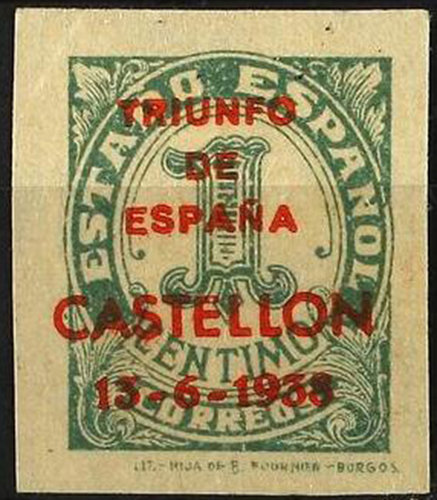 ESTADO ESPAÑOL
TRIUNFO
DE
ESPAÑA
1
CASTELLON
CENTIMO
13-6-1938
CORREOS
LIT.-HIJA DE B. FOURNIER-BURGOS.